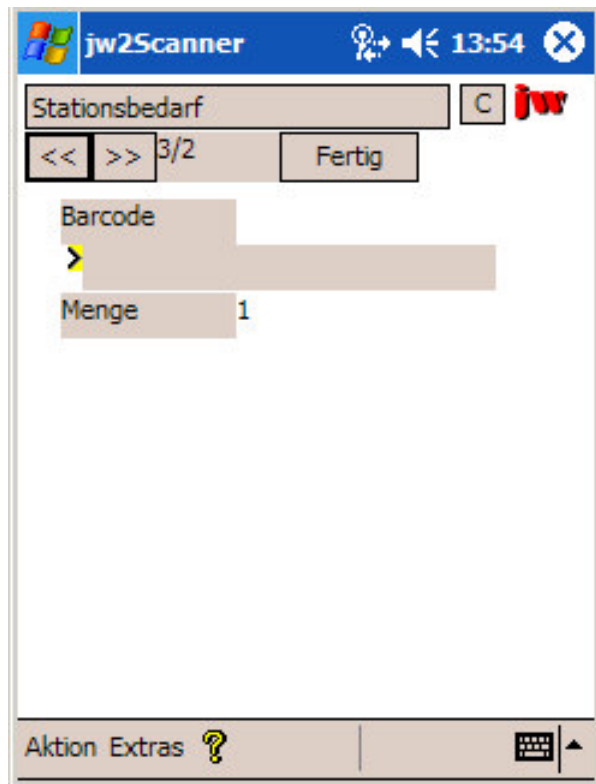 jw2Scanner 13:54
Stationsbedarf C jw
<< >> 3/2 Fertig
Barcode
>
Menge 1
Aktion Extras ?